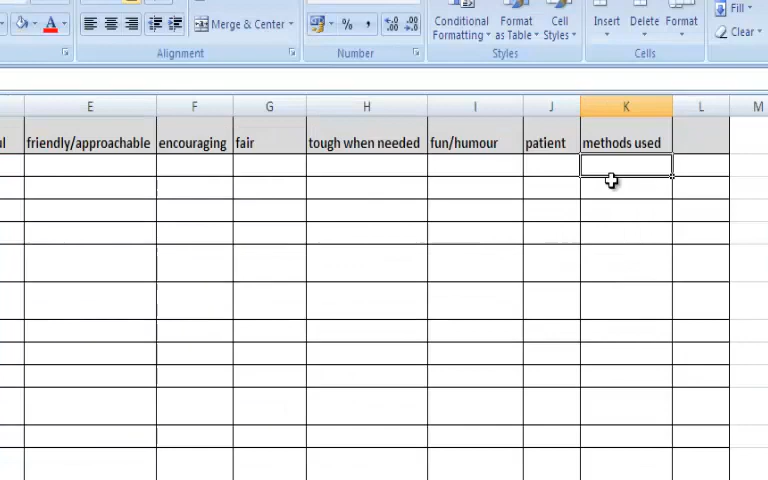 Fill
Merge & Center
%
,
Conditional Formatting
Format as Table
Cell Styles
Insert
Delete
Format
Clear
Alignment
Number
Styles
Cells
E F G H I J K L M
friendly/approachable encouraging fair tough when needed fun/humour patient methods used